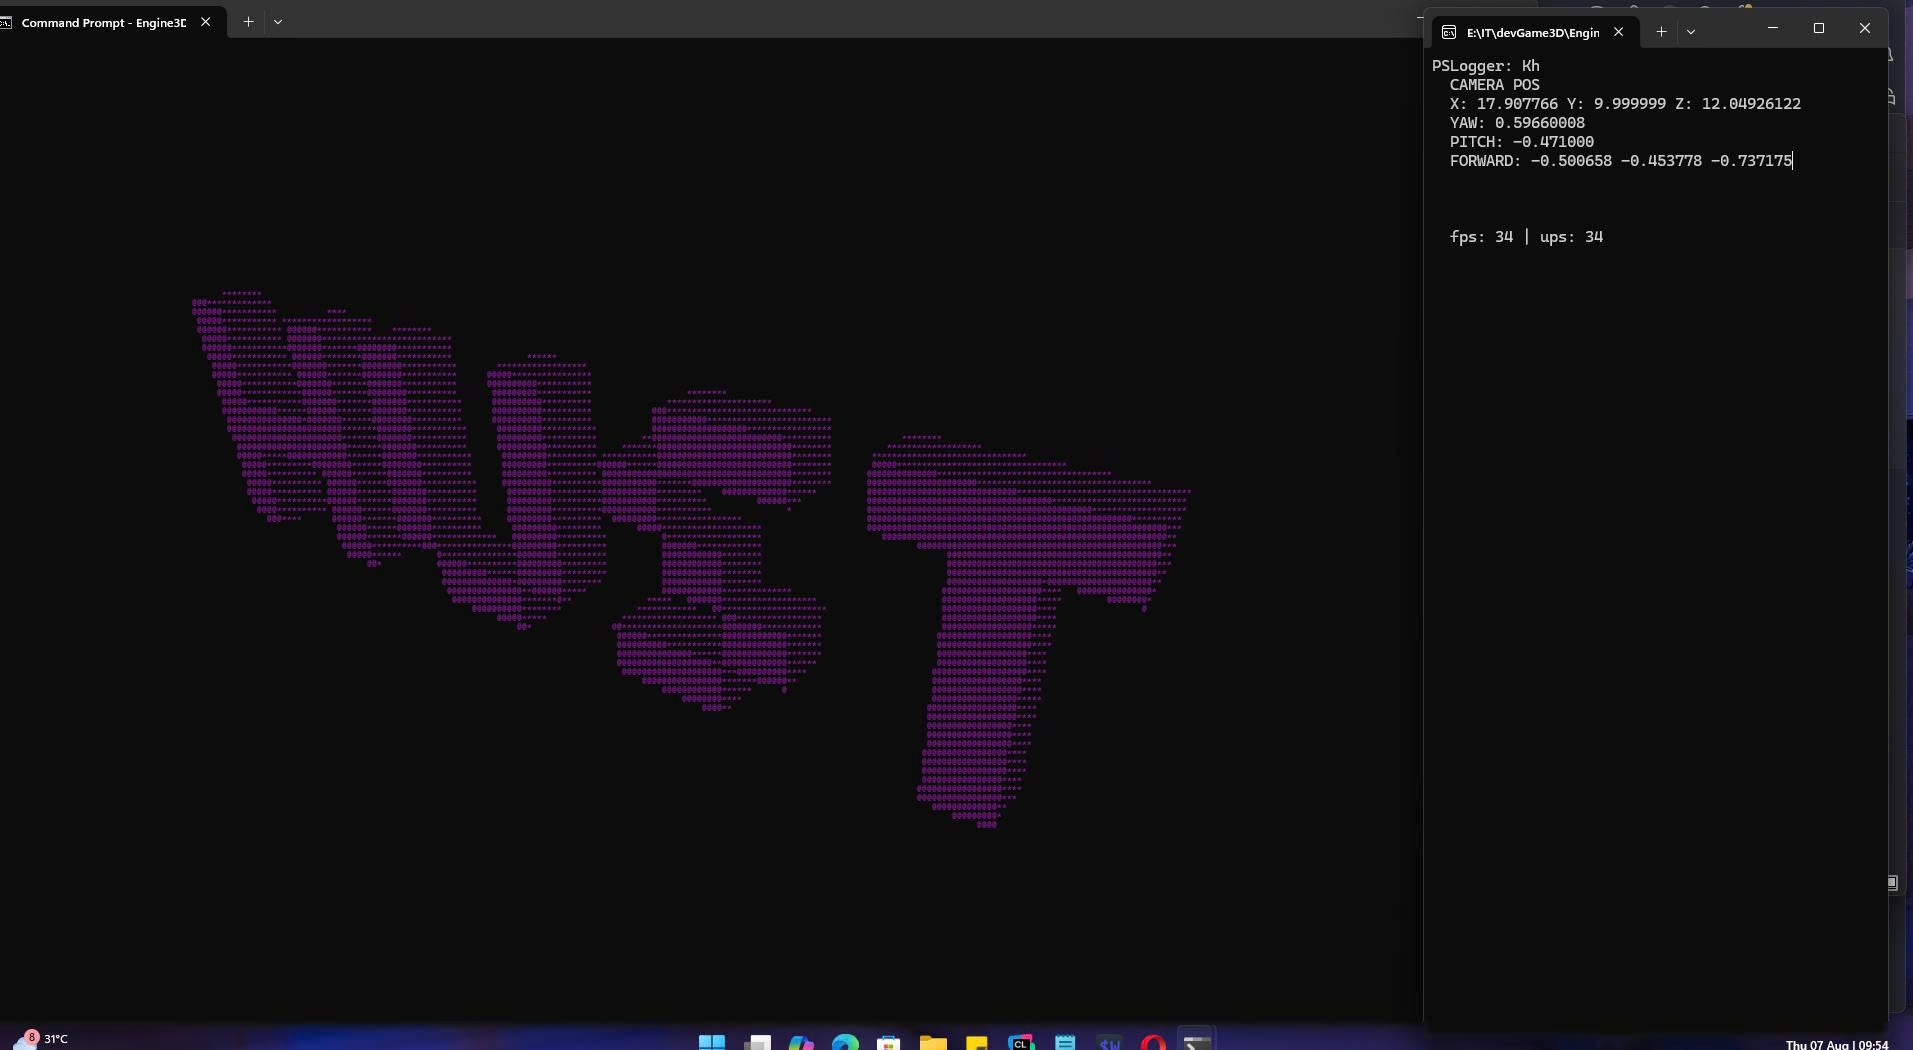 Command Prompt - Engine3D
E:\IT\devGame3D\Engin
PSLogger: Kh
CAMERA POS
X: 17.907766 Y: 9.999999 Z: 12.04926122
YAW: 0.59660008
PITCH: -0.471000
FORWARD: -0.500658 -0.453778 -0.737175
fps: 34 | ups: 34
8
31°C
CL
$W
Thu 07 Aug | 09:54